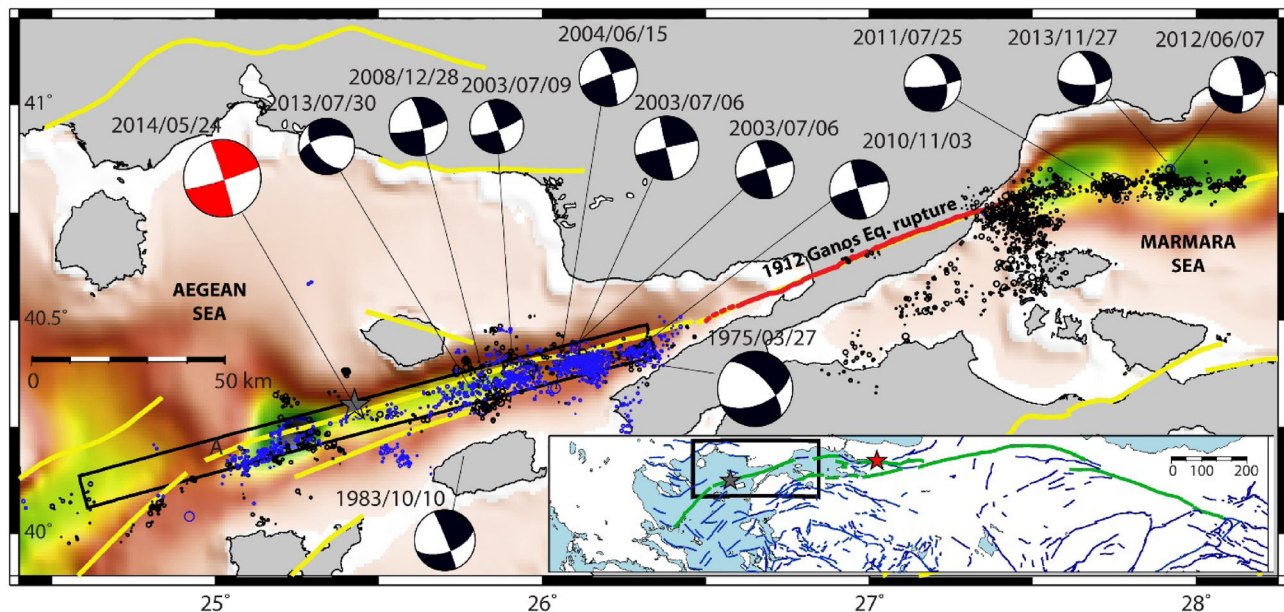 2004/06/15
2011/07/25
2013/11/27
2012/06/07
2008/12/28
2003/07/09
2003/07/06
2003/07/06
2010/11/03
2013/07/30
2014/05/24
41°
40.5°
40°
1912 Ganos Eq. rupture
MARMARA
SEA
AEGEAN
SEA
1975/03/27
0 50 km
A
1983/10/10
0 100 200
25°
26°
27°
28°